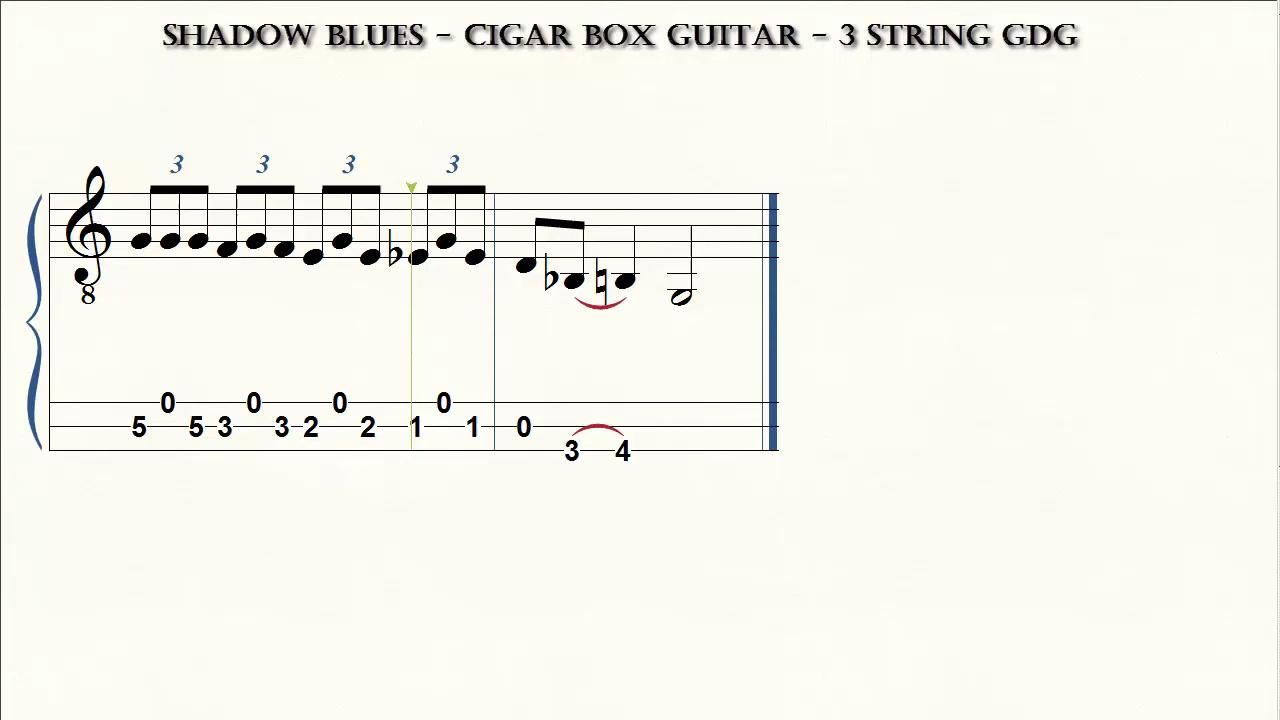 SHADOW BLUES - CIGAR BOX GUITAR - 3 STRING GDG
3 3 3 3
8
0 0 0 0
5 5 3 3 2 2 1 1 0
3 4